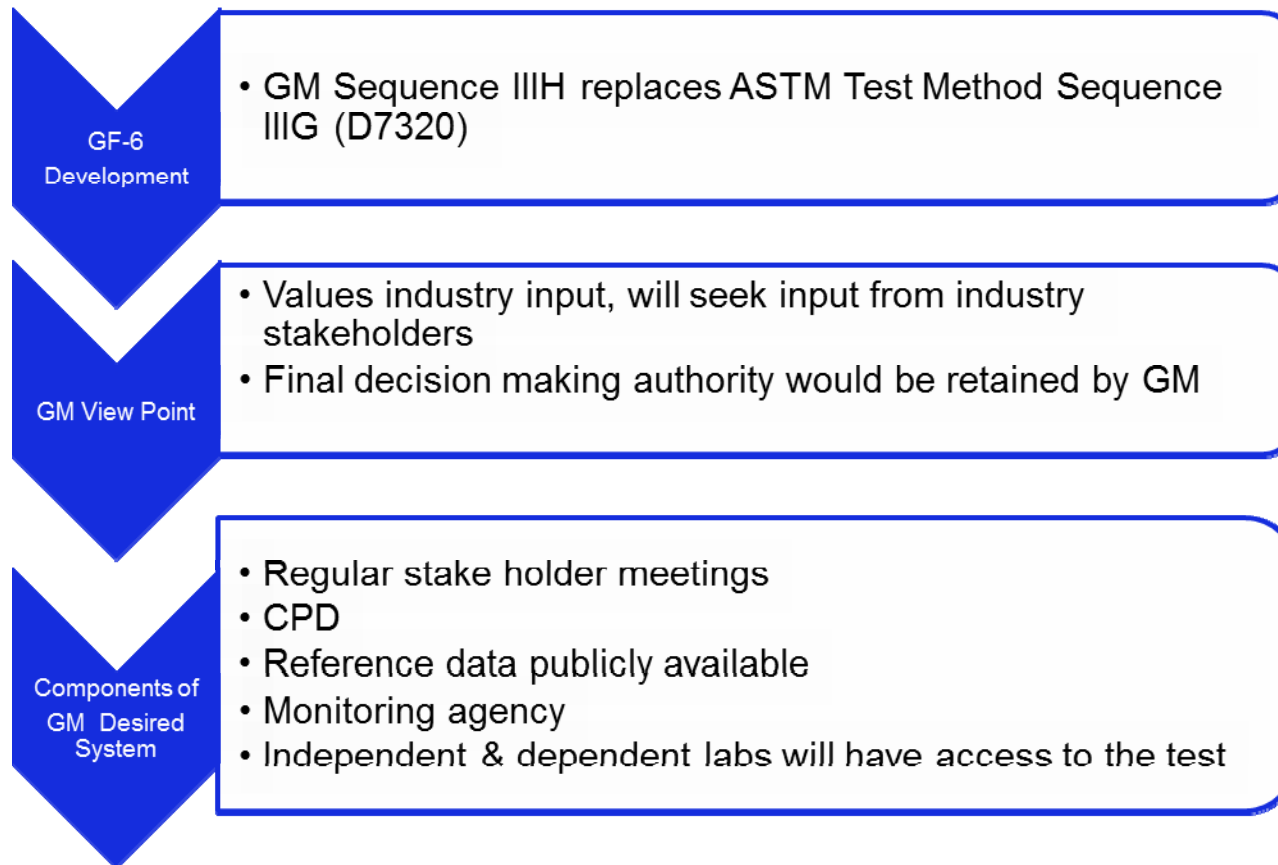 GF-6
Development
• GM Sequence IIIH replaces ASTM Test Method Sequence
IIIG (D7320)
GM View Point
• Values industry input, will seek input from industry
stakeholders
• Final decision making authority would be retained by GM
Components of
GM Desired
System
• Regular stake holder meetings
• CPD
• Reference data publicly available
• Monitoring agency
• Independent & dependent labs will have access to the test